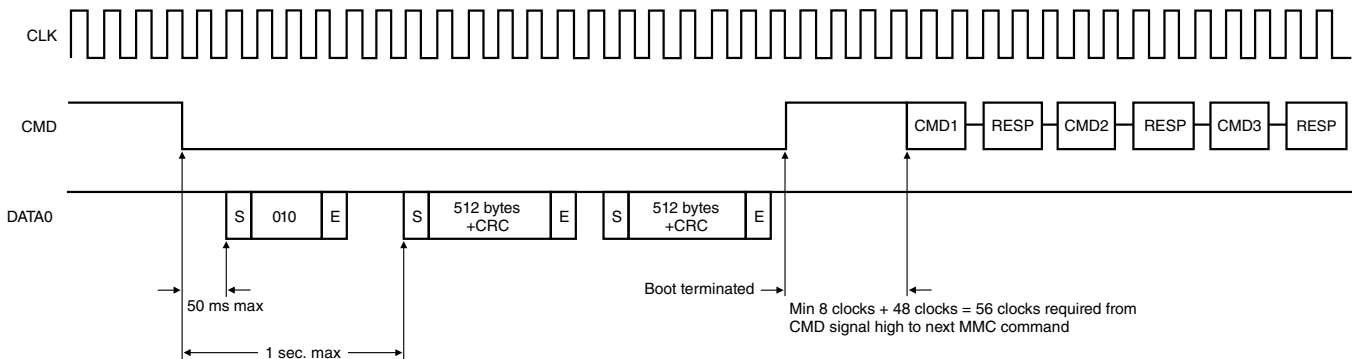 CLK
CMD
CMD1 RESP CMD2 RESP CMD3 RESP
DATA0
S 010 E S 512 bytes +CRC E S 512 bytes +CRC E
50 ms max
Boot terminated
Min 8 clocks + 48 clocks = 56 clocks required from
CMD signal high to next MMC command
1 sec. max